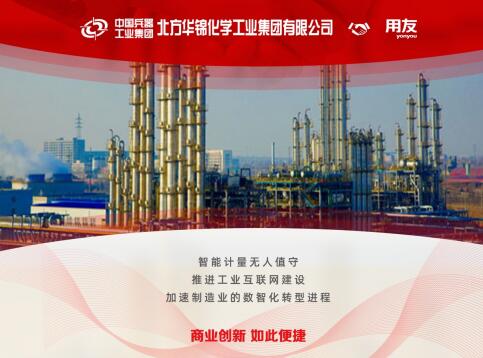 中国兵器
工业集团
北方华锦化学工业集团有限公司
用友
yonyou
智能计量无人值守
推进工业互联网建设
加速制造业的数智化转型进程
商业创新 如此便捷